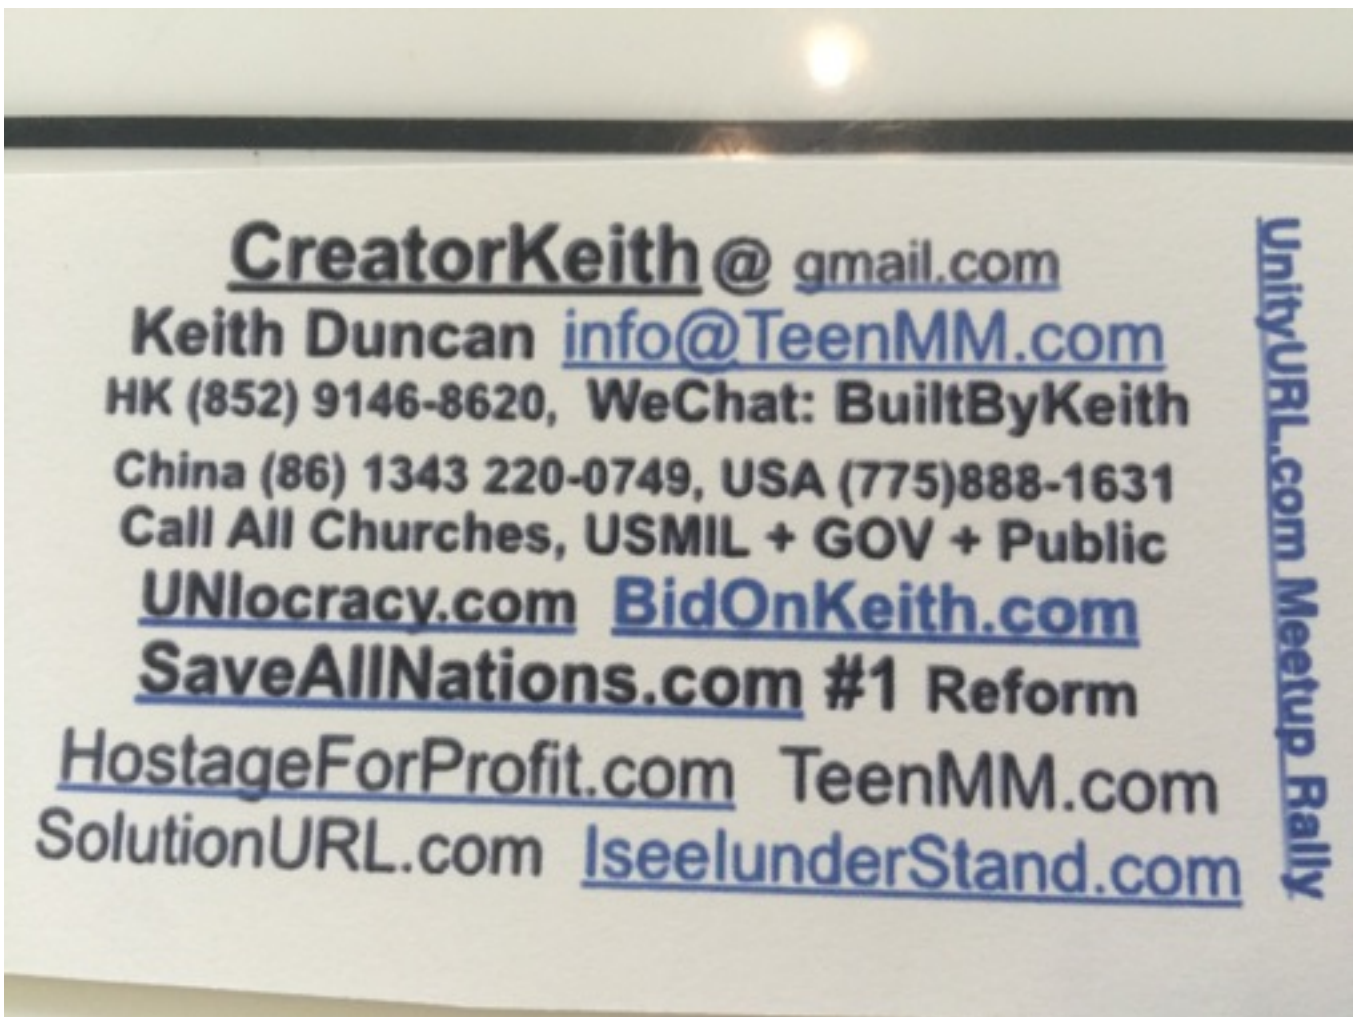 CreatorKeith@ gmail.com
Keith Duncan info@TeenMM.com
HK (852) 9146-8620, WeChat: BuiltByKeith
China (86) 1343 220-0749, USA (775)888-1631
Call All Churches, USMIL + GOV + Public
UNIocracy.com BidOnKeith.com
SaveAllNations.com #1 Reform
HostageForProfit.com TeenMM.com
SolutionURL.com IseeIunderStand.com
UnityURL.com Meetup Rally